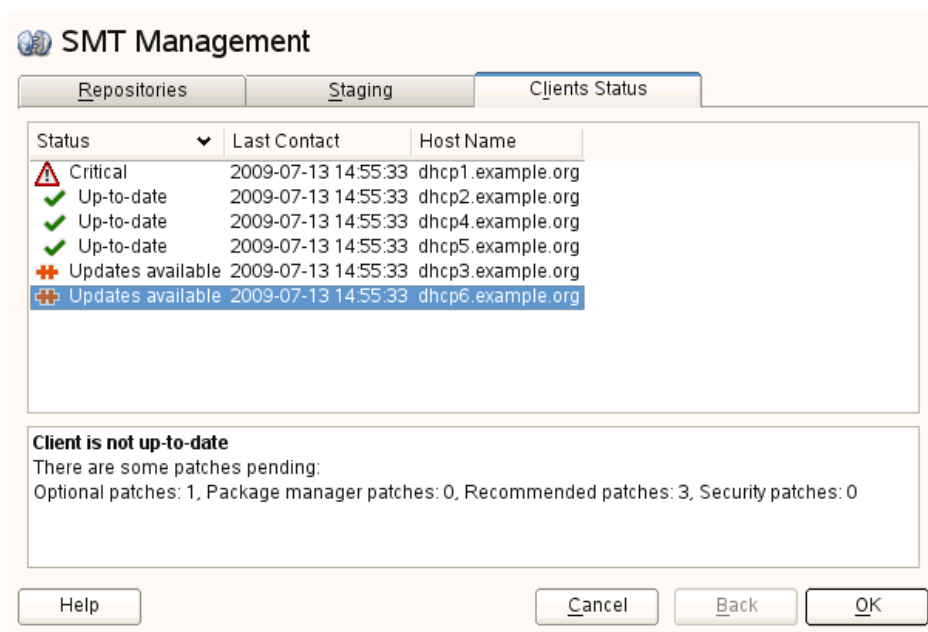 SMT Management
Repositories Staging Clients Status
Status Last Contact Host Name
Critical 2009-07-13 14:55:33 dhcp1.example.org
Up-to-date 2009-07-13 14:55:33 dhcp2.example.org
Up-to-date 2009-07-13 14:55:33 dhcp4.example.org
Up-to-date 2009-07-13 14:55:33 dhcp5.example.org
Updates available 2009-07-13 14:55:33 dhcp3.example.org
Updates available 2009-07-13 14:55:33 dhcp6.example.org
Client is not up-to-date
There are some patches pending:
Optional patches: 1, Package manager patches: 0, Recommended patches: 3, Security patches: 0
Help Cancel Back OK